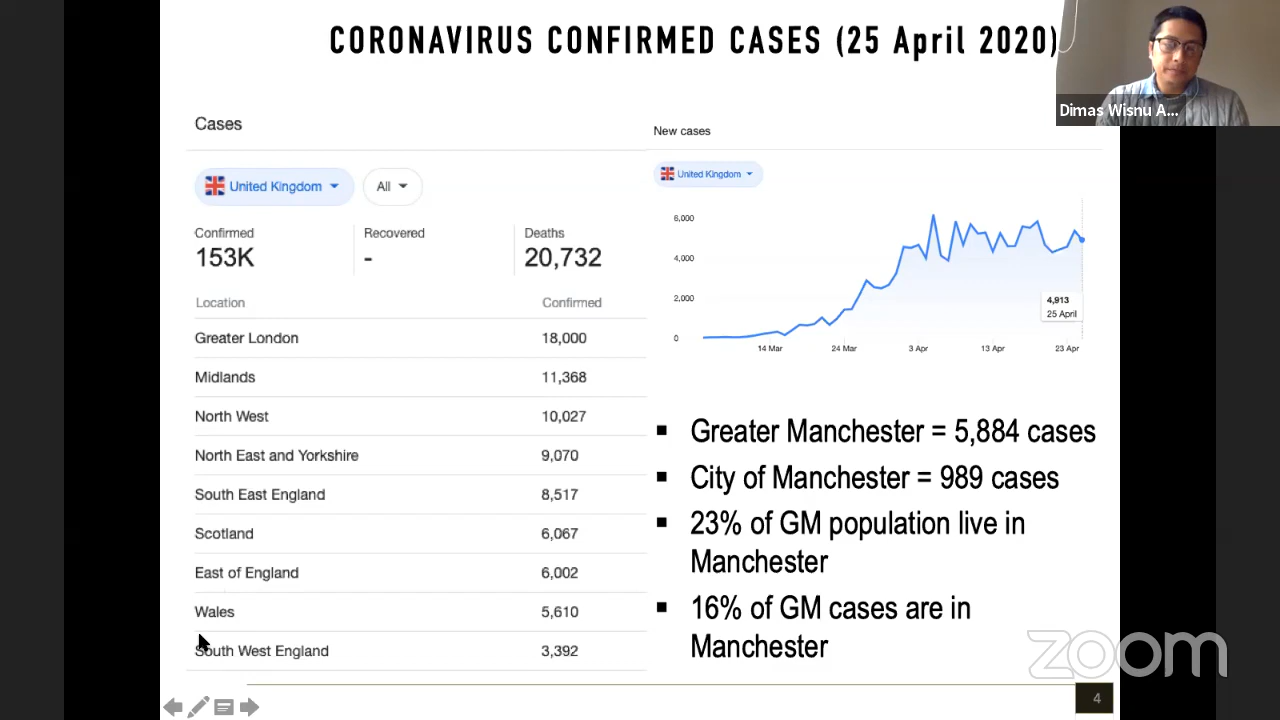 CORONAVIRUS CONFIRMED CASES (25 April 2020)
Dimas Wisnu A...
Cases
United Kingdom
All
Confirmed
153K
Recovered
-
Deaths
20,732
Location Confirmed
Greater London 18,000
Midlands 11,368
North West 10,027
North East and Yorkshire 9,070
South East England 8,517
Scotland 6,067
East of England 6,002
Wales 5,610
South West England 3,392
New cases
United Kingdom
6,000
4,000
2,000
0
4,913
25 April
14 Mar 24 Mar 3 Apr 13 Apr 23 Apr
Greater Manchester = 5,884 cases
City of Manchester = 989 cases
23% of GM population live in
Manchester
16% of GM cases are in
Manchester
zoom
4